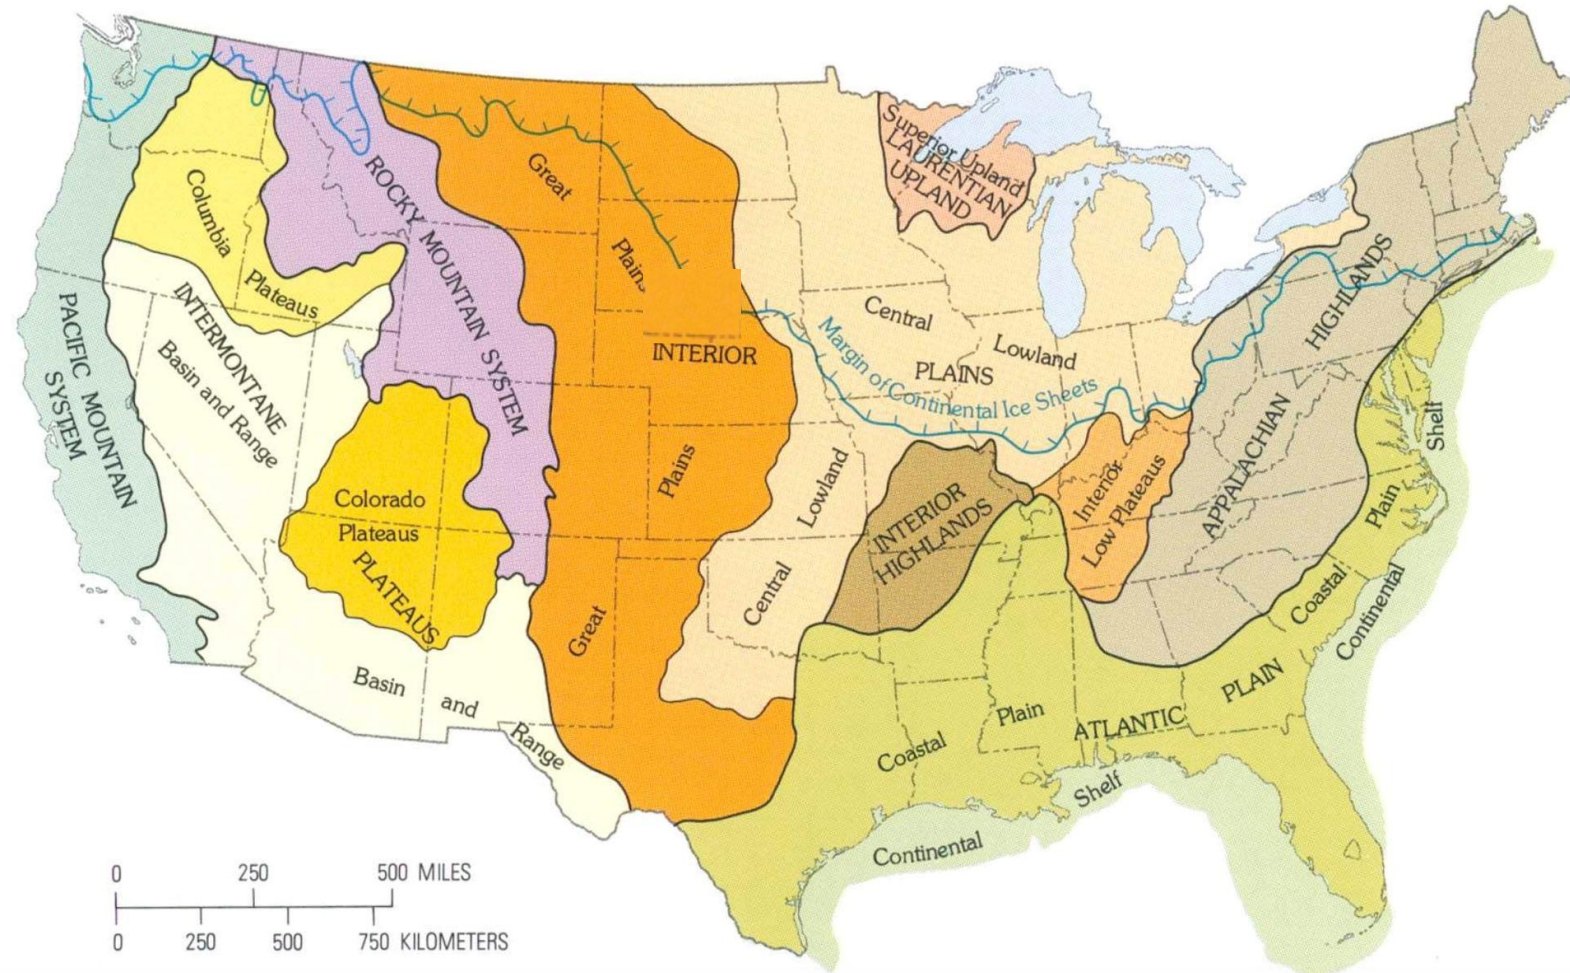 Superior Upland
LAURENTIAN
UPLAND
Great
Plain
ROCKY MOUNTAIN SYSTEM
Columbia
Plateaus
INTERMONTANE
Basin and Range
PACIFIC MOUNTAIN
SYSTEM
Central
Lowland
INTERIOR
PLAINS
Margin of Continental Ice Sheets
APPALACHIAN
HIGHLANDS
Shelf
Colorado
Plateaus
PLATEAUS
Plains
Lowland
INTERIOR
HIGHLANDS
Interior
Low Plateaus
Plain
Central
Great
Coastal
Continental
Basin
and
Range
Coastal
Plain
ATLANTIC
PLAIN
Shelf
Continental
0 250 500 MILES
0 250 500 750 KILOMETERS